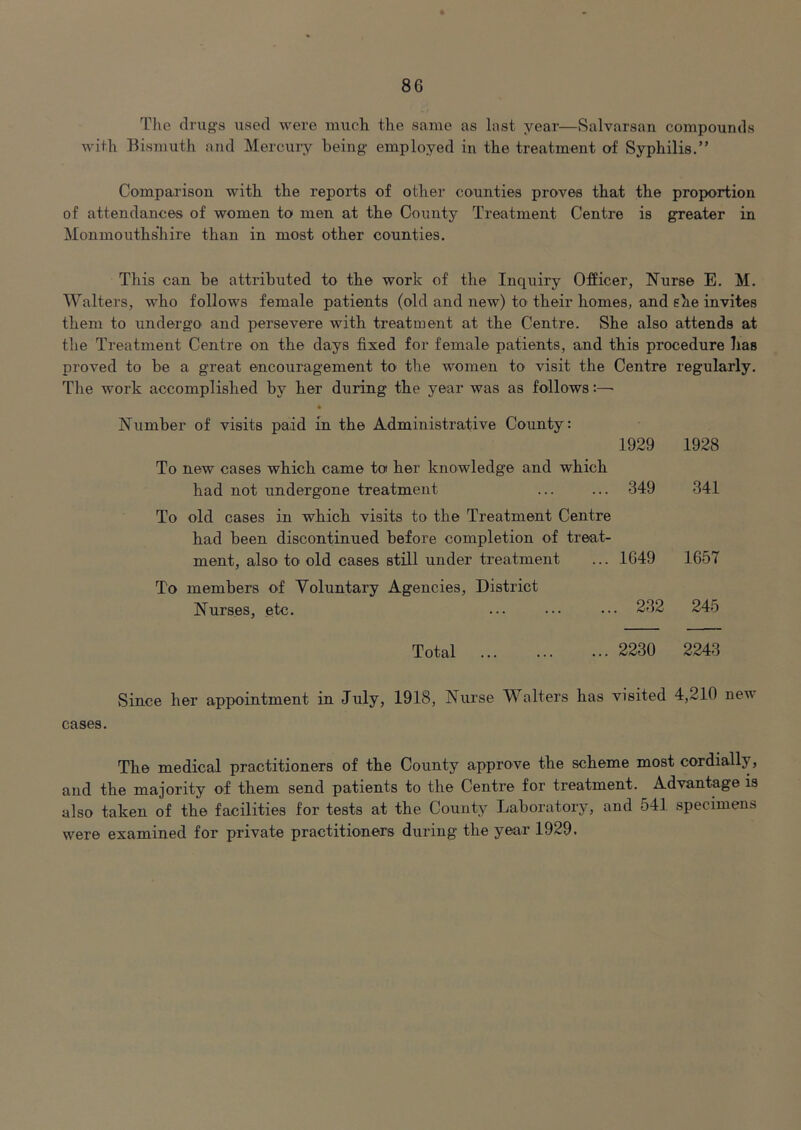 86
The drugs used were much the same as last year—Salvarsan compounds
with Bismuth and Mercury being employed in the treatment of Syphilis.”
Comparison with the reports of other counties proves that the proportion
of attendances of women to men at the County Treatment Centre is greater in
Monmouthshire than in most other counties.
This can be attributed to the work of the Inquiry Officer, Nurse E. M.
Walters, who follows female patients (old and new) to their homes, and she invites
them to undergo and persevere with treatment at the Centre. She also attends at
the Treatment Centre on the days fixed for female patients, and this procedure has
proved to be a great encouragement to the women to visit the Centre regularly.
The work accomplished by her during the year was as follows:—
Number of visits paid in the Administrative County:
1929 1928
To new cases which came to her knowledge and which
had not undergone treatment ... ... 349 341
To old cases in which visits to the Treatment Centre
had been discontinued before completion of treat-
ment, also to old cases still under treatment ... 1649 1657
To members of Voluntary Agencies, District
Nurses, etc. ... ... ... 232 245
Total ... ... ... 2230 2243
Since her appointment in July, 1918, Nurse Walters has visited 4,210 new
cases.
The medical practitioners of the County approve the scheme most cordially,
and the majority of them send patients to the Centre for treatment. Advantage is
also taken of the facilities for tests at the County Laboratory, and 541 specimens
were examined for private practitioners during the year 1929.